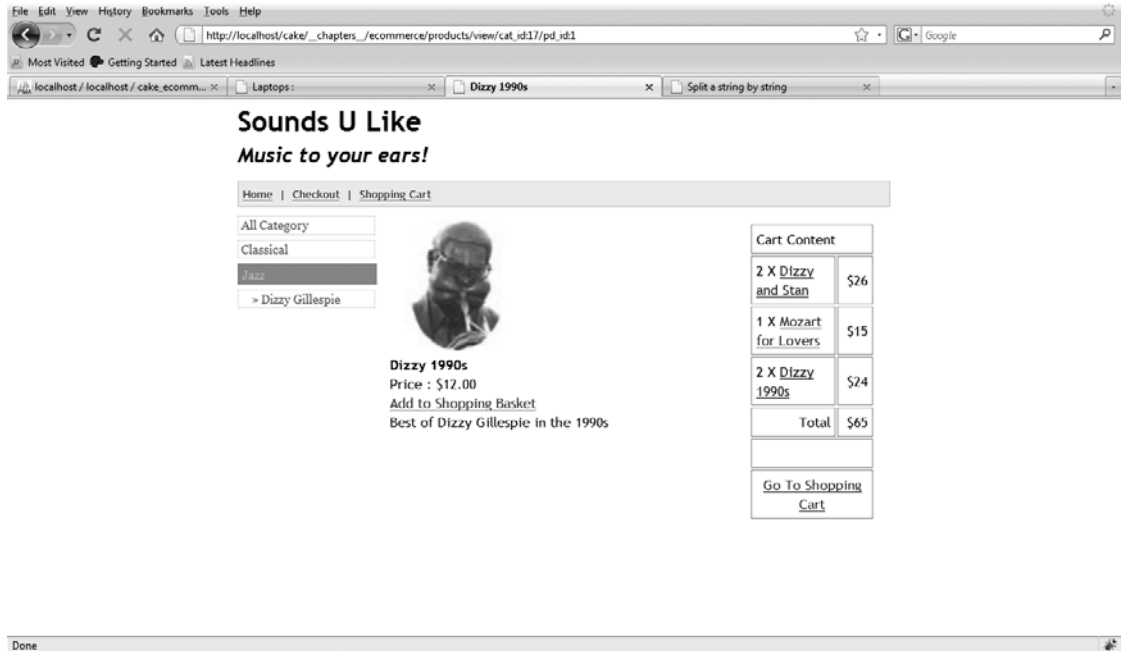 File Edit View History Bookmarks Tools Help
http://localhost/cake/__chapters__/ecommerce/products/view/cat_id:17/pd_id:1
Google
Most Visited Getting Started Latest Headlines
localhost / localhost / cake_ecomm... Laptops : Dizzy 1990s Split a string by string
Sounds U Like
Music to your ears!
Home | Checkout | Shopping Cart
All Category
Classical
Jazz
» Dizzy Gillespie
Dizzy 1990s
Price : $12.00
Add to Shopping Basket
Best of Dizzy Gillespie in the 1990s
Cart Content
2 X Dizzy
and Stan
$26
1 X Mozart
for Lovers
$15
2 X Dizzy
1990s
$24
Total $65
Go To Shopping
Cart
Done